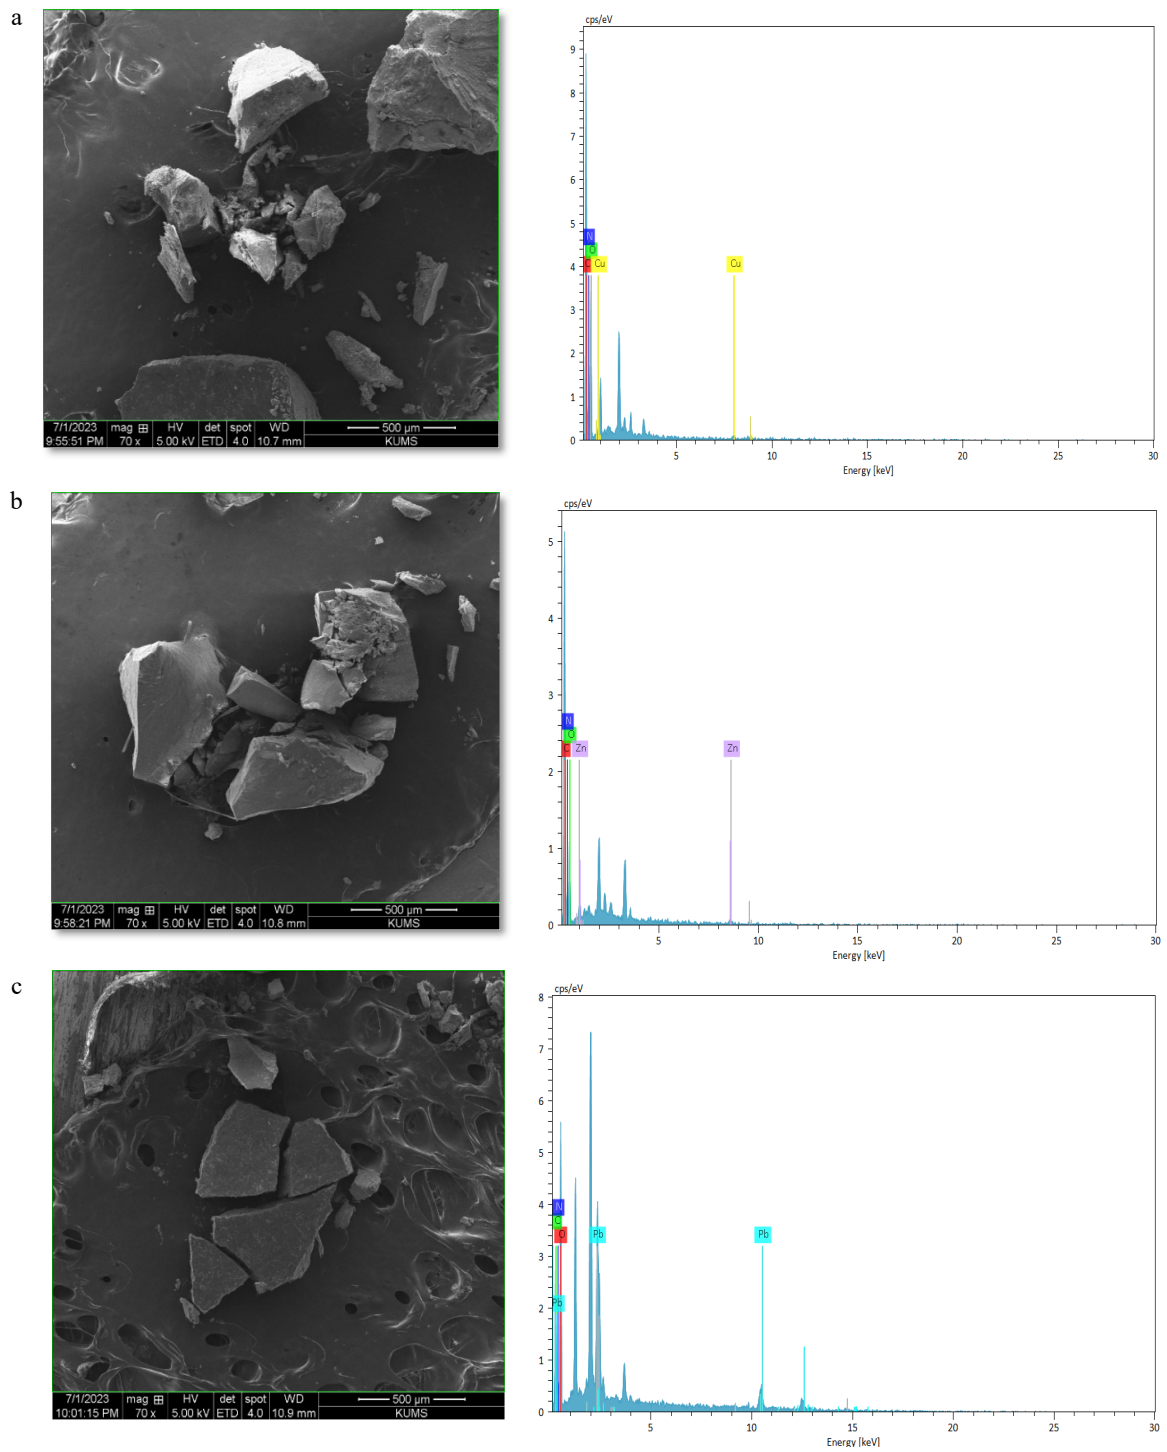 a
7/1/2023 mag HV det spot WD 500 µm
9:55:51 PM 70 x 5.00 kV ETD 4.0 10.7 mm KUMS
cps/eV
9
8
7
6
5
4
3
2
1
0
N
O
C Cu Cu
5 10 15 20 25 30
Energy [keV]
b
7/1/2023 mag HV det spot WD 500 µm
9:58:21 PM 70 x 5.00 kV ETD 4.0 10.8 mm KUMS
cps/eV
5
4
3
2
1
0
N
O
C Zn Zn
5 10 15 20 25 30
Energy [keV]
c
7/1/2023 mag HV det spot WD 500 µm
10:01:15 PM 70 x 5.00 kV ETD 4.0 10.9 mm KUMS
cps/eV
8
7
6
5
4
3
2
1
0
N
C
O Pb Pb
Pb
5 10 15 20 25 30
Energy [keV]